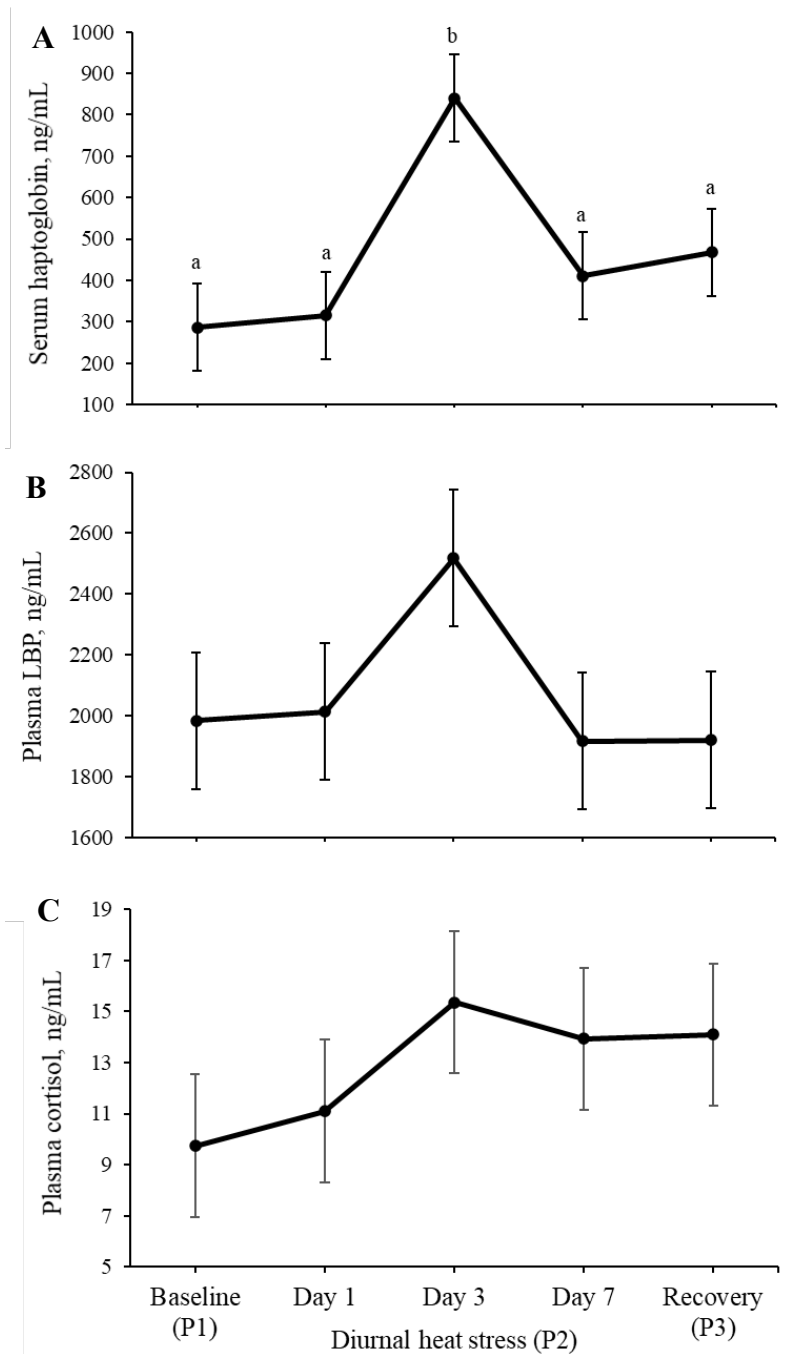 A
Serum haptoglobin, ng/mL
1000
900
800
700
600
500
400
300
200
100
a
a
b
a
a
B
Plasma LBP, ng/mL
2800
2600
2400
2200
2000
1800
1600
C
Plasma cortisol, ng/mL
19
17
15
13
11
9
7
5
Baseline
(P1)
Day 1
Day 3
Day 7
Recovery
(P3)
Diurnal heat stress (P2)